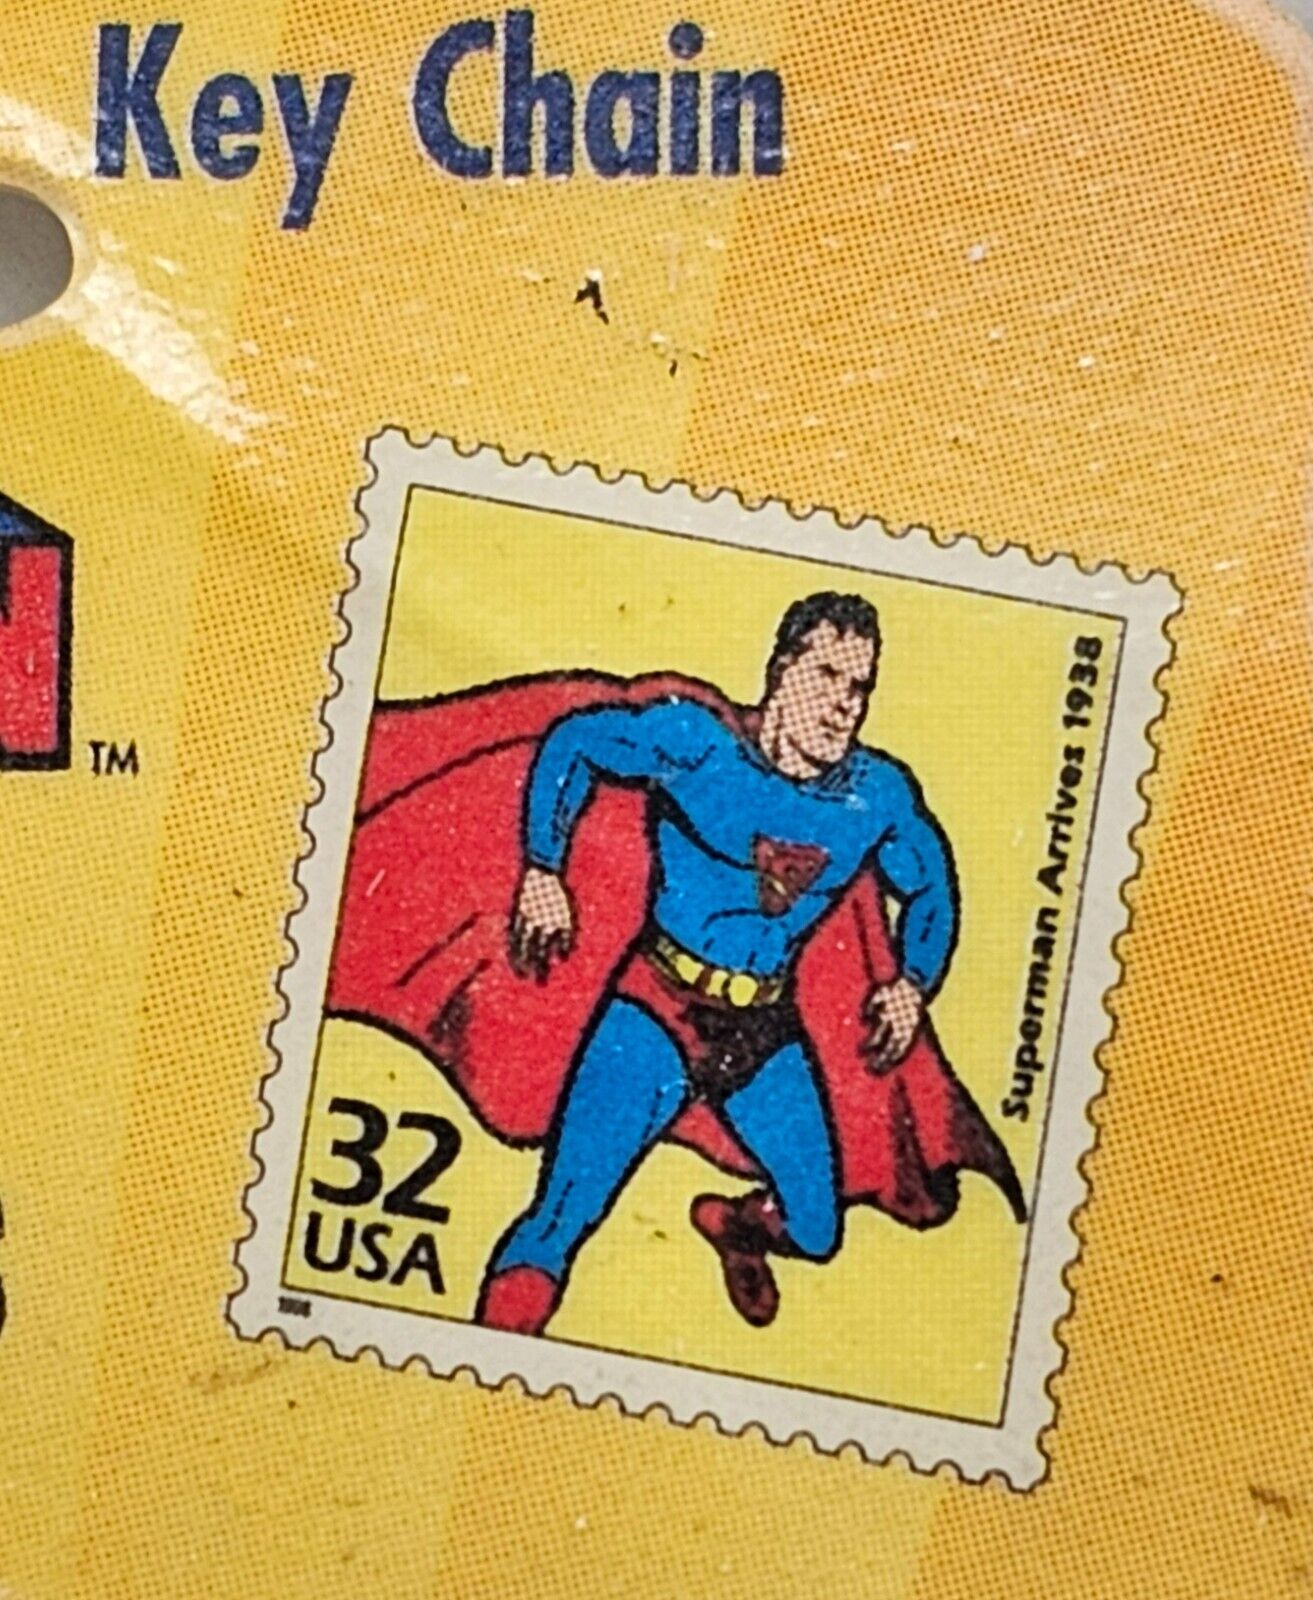 Key Chain
TM
Superman Arrives 1938
32
USA